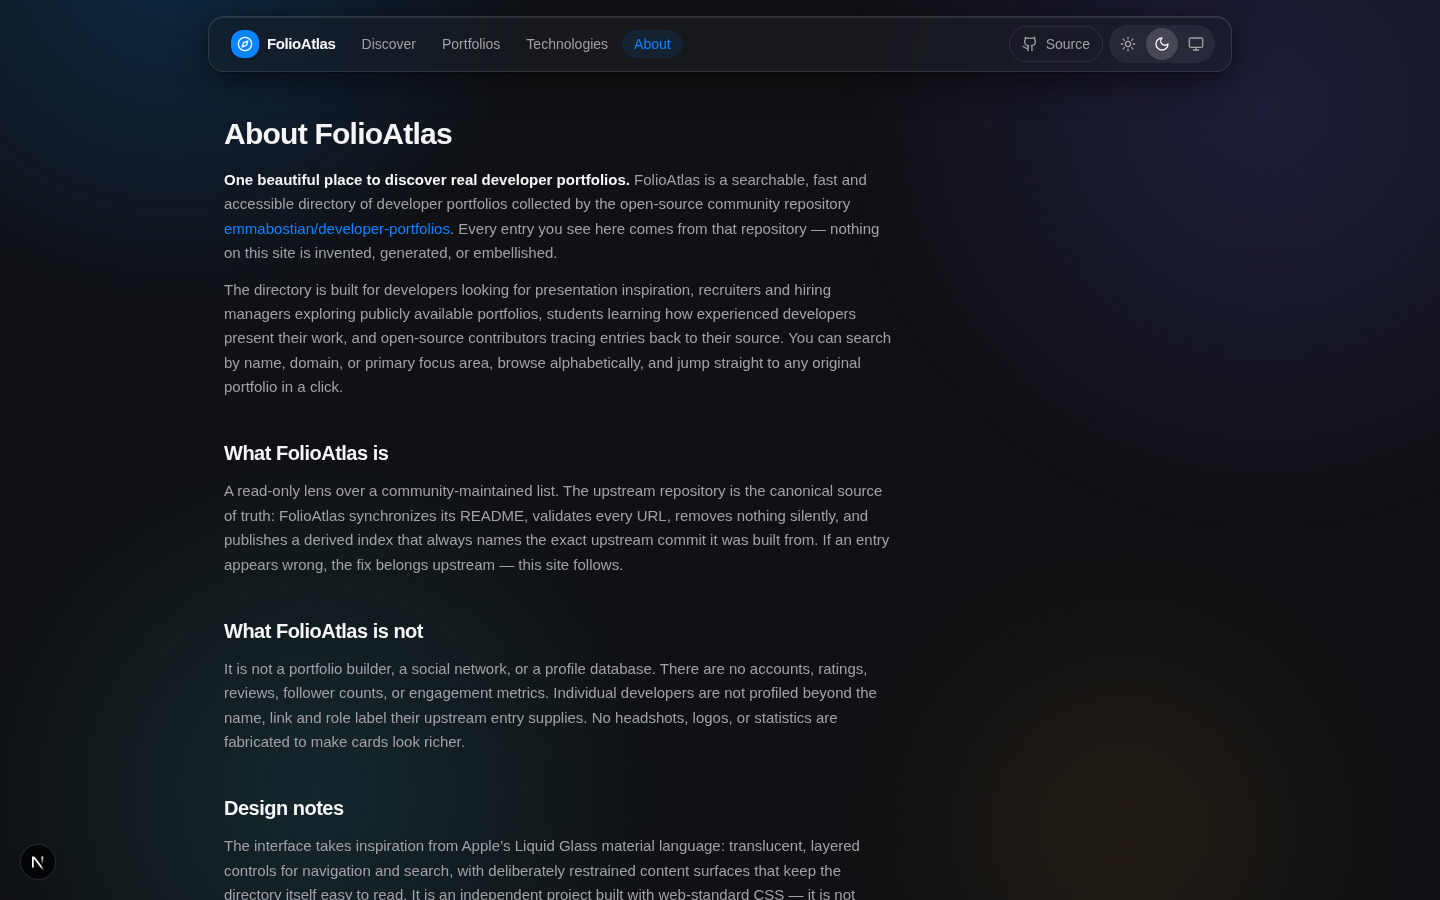 FolioAtlas Discover Portfolios Technologies About Source
About FolioAtlas
One beautiful place to discover real developer portfolios. FolioAtlas is a searchable, fast and
accessible directory of developer portfolios collected by the open-source community repository
emmabostian/developer-portfolios. Every entry you see here comes from that repository — nothing
on this site is invented, generated, or embellished.
The directory is built for developers looking for presentation inspiration, recruiters and hiring
managers exploring publicly available portfolios, students learning how experienced developers
present their work, and open-source contributors tracing entries back to their source. You can search
by name, domain, or primary focus area, browse alphabetically, and jump straight to any original
portfolio in a click.
What FolioAtlas is
A read-only lens over a community-maintained list. The upstream repository is the canonical source
of truth: FolioAtlas synchronizes its README, validates every URL, removes nothing silently, and
publishes a derived index that always names the exact upstream commit it was built from. If an entry
appears wrong, the fix belongs upstream — this site follows.
What FolioAtlas is not
It is not a portfolio builder, a social network, or a profile database. There are no accounts, ratings,
reviews, follower counts, or engagement metrics. Individual developers are not profiled beyond the
name, link and role label their upstream entry supplies. No headshots, logos, or statistics are
fabricated to make cards look richer.
Design notes
The interface takes inspiration from Apple’s Liquid Glass material language: translucent, layered
controls for navigation and search, with deliberately restrained content surfaces that keep the
directory itself easy to read. It is an independent project built with web-standard CSS — it is not